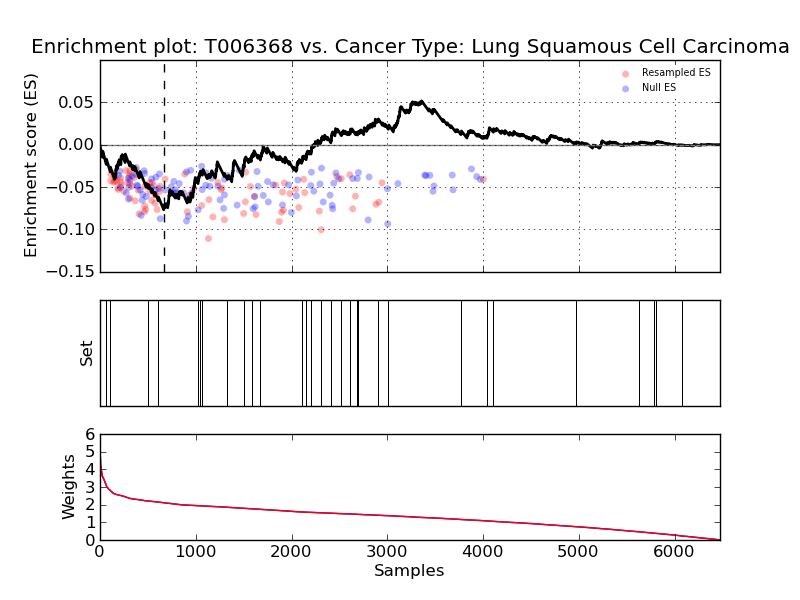 Enrichment plot: T006368 vs. Cancer Type: Lung Squamous Cell Carcinoma
Resampled ES
Null ES
Enrichment score (ES)
0.05
0.00
−0.05
−0.10
−0.15
Set
Weights
6
5
4
3
2
1
0
0 1000 2000 3000 4000 5000 6000
Samples